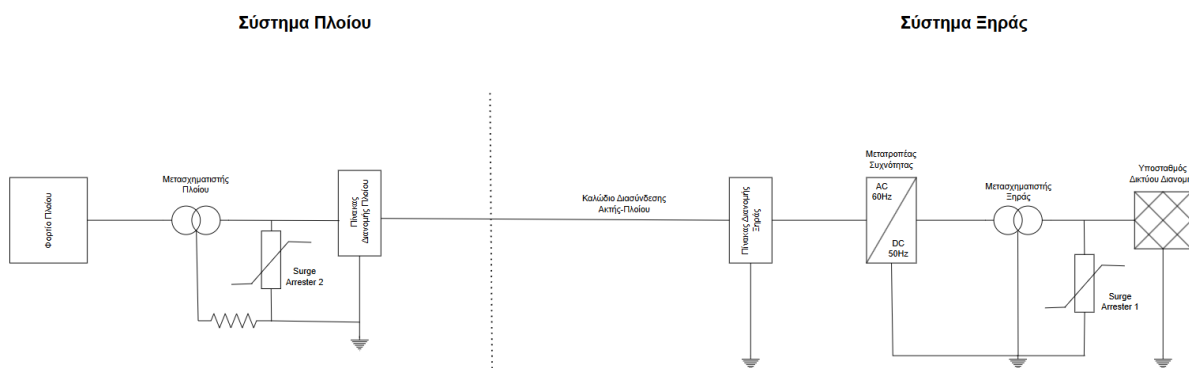 Σύστημα Πλοίου
Σύστημα Ξηράς
Φορτίο Πλοίου
Μετασχηματιστής
Πλοίου
Surge
Arrester 2
Πίνακας
Διανομής Πλοίου
Καλώδιο Διασύνδεσης
Ακτής-Πλοίου
Πίνακας Διανομής
Ξηράς
Μετατροπέας
Συχνότητας
AC
60Hz
DC
50Hz
Μετασχηματιστής
Ξηράς
Surge
Arrester 1
Υποσταθμός
Δικτύου Διανομή